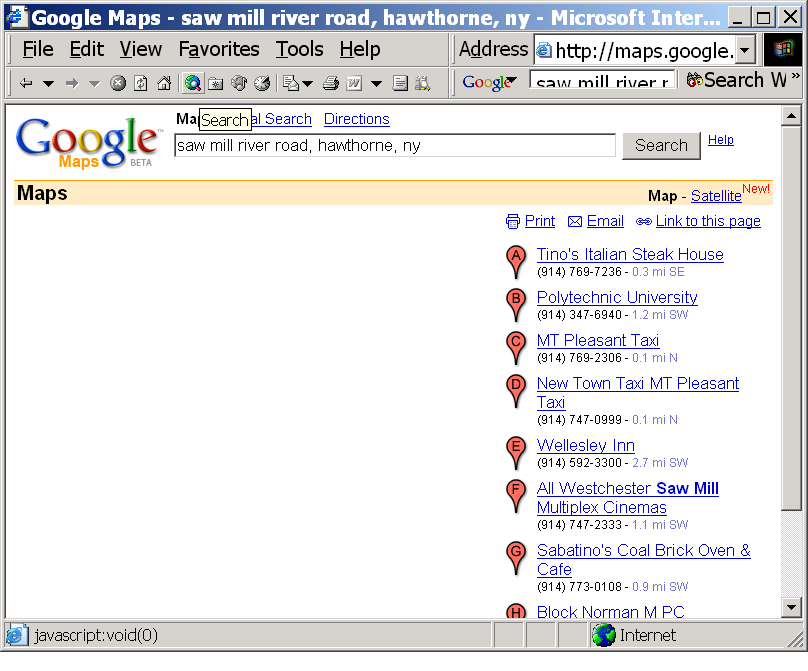 Google Maps - saw mill river road, hawthorne, ny - Microsoft Inter...
File Edit View Favorites Tools Help Address http://maps.google.
Google saw mill river r Search W »
Search Search Directions
Google Maps BETA
saw mill river road, hawthorne, ny Search Help
Maps Map - Satellite New!
Print Email Link to this page
A Tino's Italian Steak House
(914) 769-7236 - 0.3 mi SE
B Polytechnic University
(914) 347-6940 - 1.2 mi SW
C MT Pleasant Taxi
(914) 769-2306 - 0.1 mi N
D New Town Taxi MT Pleasant
Taxi
(914) 747-0999 - 0.1 mi N
E Wellesley Inn
(914) 592-3300 - 2.7 mi SW
F All Westchester Saw Mill
Multiplex Cinemas
(914) 747-2333 - 1.1 mi SW
G Sabatino's Coal Brick Oven &
Cafe
(914) 773-0108 - 0.9 mi SW
H Block Norman M PC
javascript:void(0) Internet